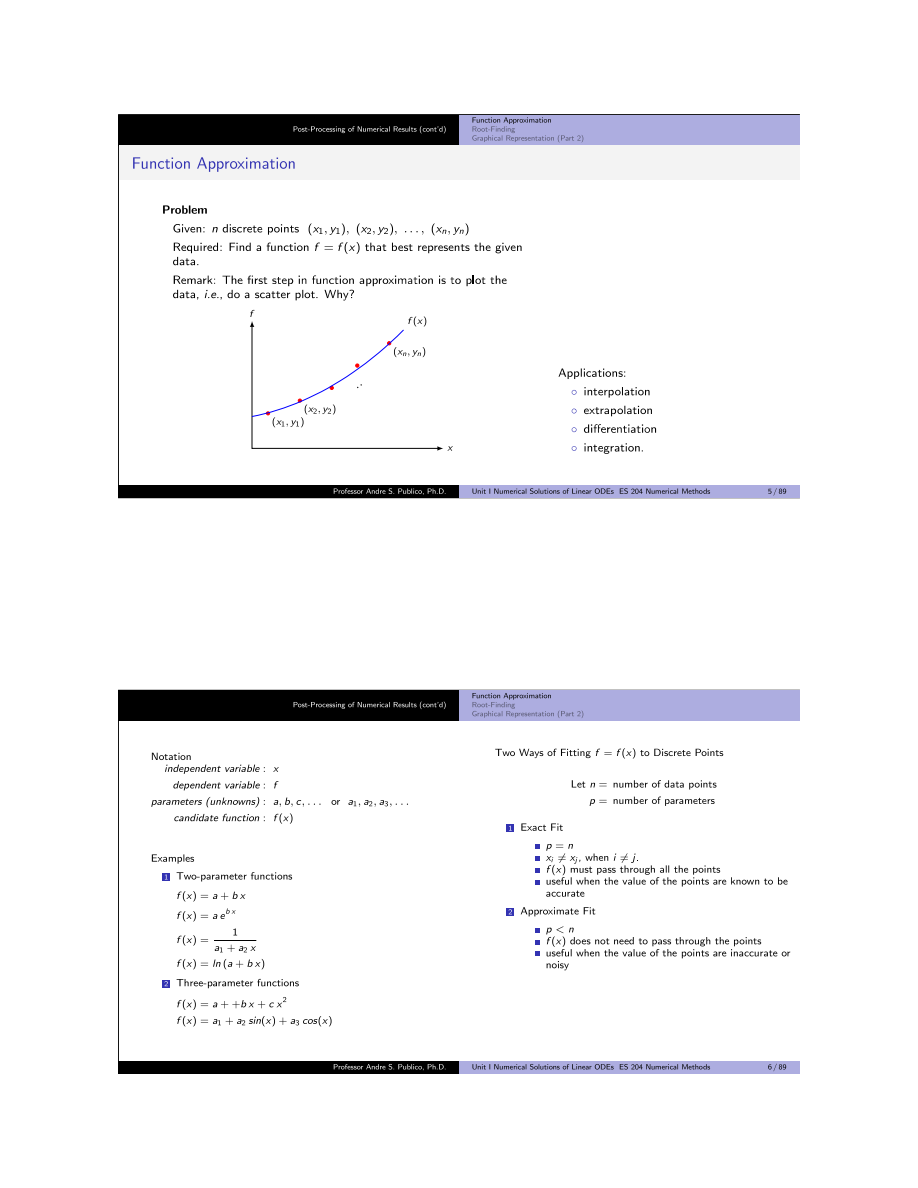 Post-Processing of Numerical Results (cont'd)
Function Approximation
Root-Finding
Graphical Representation (Part 2)
Function Approximation
Problem
Given: n discrete points (x₁, y₁), (x₂, y₂), . . . , (xₙ, yₙ)
Required: Find a function f = f(x) that best represents the given
data.
Remark: The first step in function approximation is to plot the
data, i.e., do a scatter plot. Why?
f
f(x)
(xₙ, yₙ)
(x₂, y₂)
(x₁, y₁)
x
Applications:
interpolation
extrapolation
differentiation
integration.
Professor Andre S. Publico, Ph.D.
Unit I Numerical Solutions of Linear ODEs ES 204 Numerical Methods
5 / 89
Post-Processing of Numerical Results (cont'd)
Function Approximation
Root-Finding
Graphical Representation (Part 2)
Notation
independent variable : x
dependent variable : f
parameters (unknowns) : a, b, c, . . . or a₁, a₂, a₃, . . .
candidate function : f(x)
Examples
1 Two-parameter functions
f(x) = a + b x
f(x) = a e^{b x}
f(x) = 1 / (a₁ + a₂ x)
f(x) = ln (a + b x)
2 Three-parameter functions
f(x) = a + +b x + c x²
f(x) = a₁ + a₂ sin(x) + a₃ cos(x)
Two Ways of Fitting f = f(x) to Discrete Points
Let n = number of data points
p = number of parameters
1 Exact Fit
p = n
xᵢ ≠ xⱼ, when i ≠ j.
f(x) must pass through all the points
useful when the value of the points are known to be
accurate
2 Approximate Fit
p < n
f(x) does not need to pass through the points
useful when the value of the points are inaccurate or
noisy
Professor Andre S. Publico, Ph.D.
Unit I Numerical Solutions of Linear ODEs ES 204 Numerical Methods
6 / 89